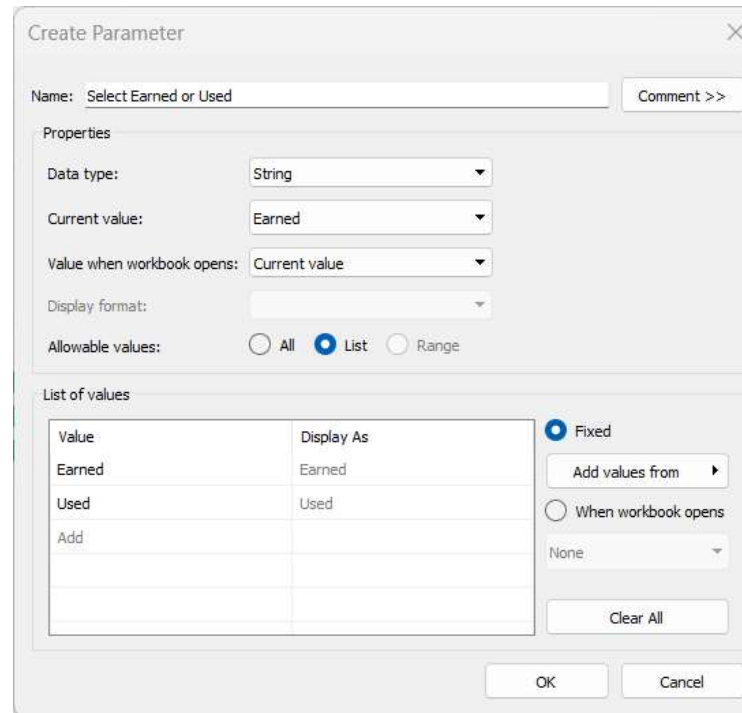 Create Parameter
Name: Select Earned or Used Comment >>
Properties
Data type: String
Current value: Earned
Value when workbook opens: Current value
Display format:
Allowable values: All List Range
List of values
Value Display As
Earned Earned
Used Used
Add
Fixed
Add values from
When workbook opens
None
Clear All
OK Cancel